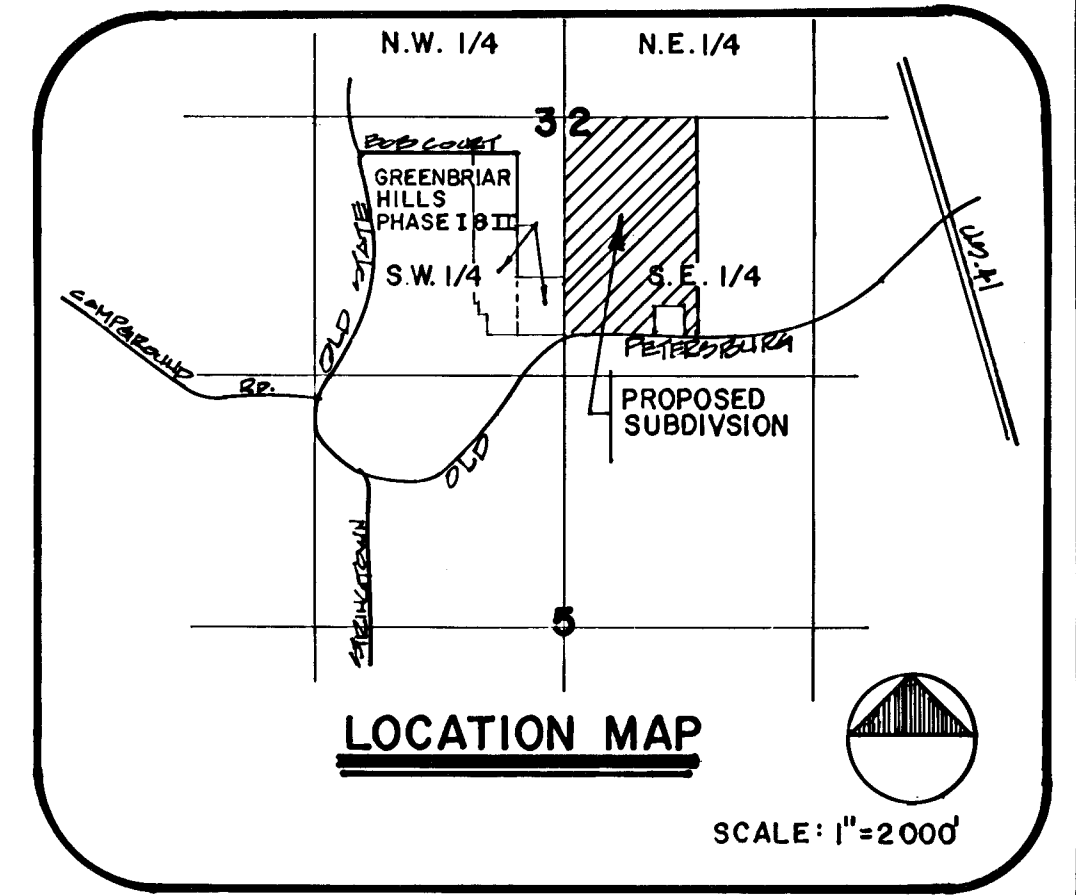 N.W. 1/4
N.E. 1/4
32
BOB COURT
GREENBRIAR
HILLS
PHASE I & II
OLD STATE
S.W. 1/4
S.E. 1/4
U.S. 41
CAMPGROUND RD.
PETERSBURG
PROPOSED
SUBDIVSION
OLD
STRINGTOWN
5
LOCATION MAP
SCALE: 1"=2000'